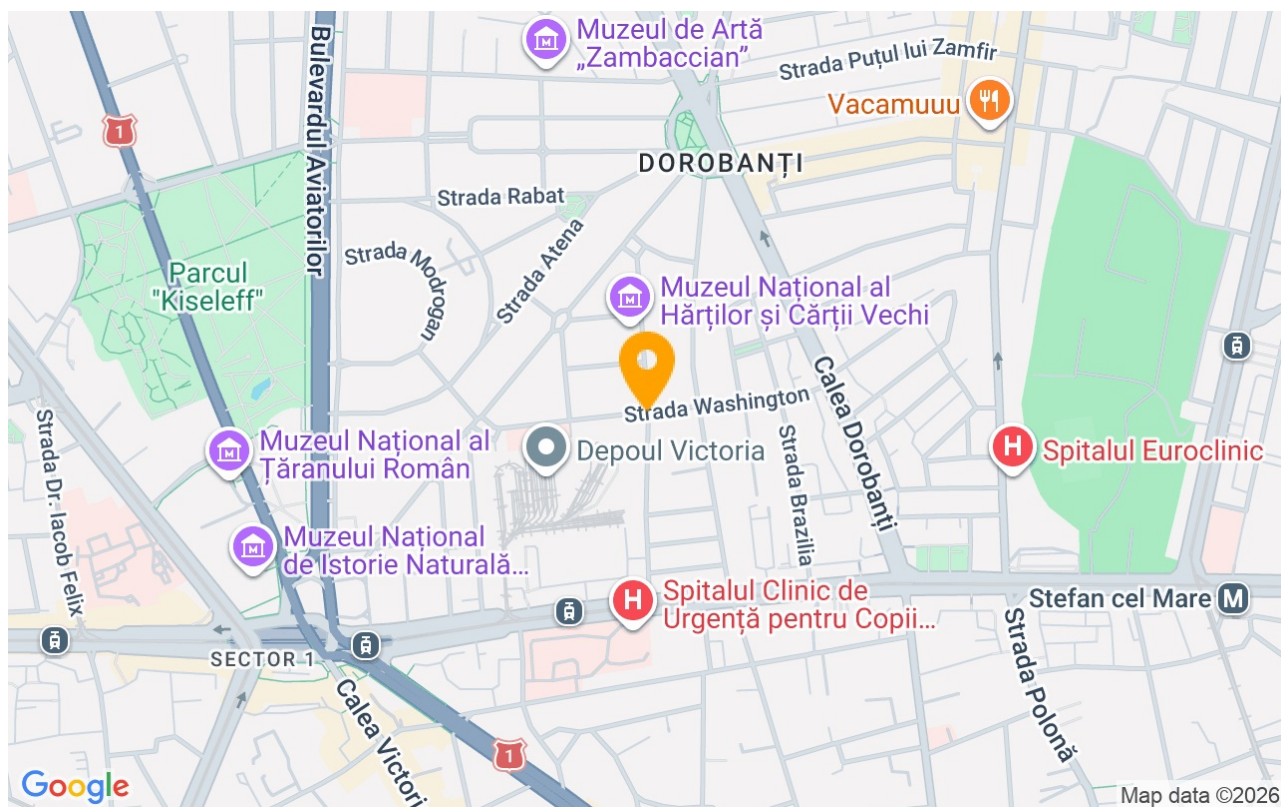 Muzeul de Artă
„Zambaccian”
Strada Puțul lui Zamfir
Vacamuuu
1
Bulevardul Aviatorilor
DOROBANȚI
Strada Rabat
Strada Atena
Strada Modrogan
Parcul
"Kiseleff"
Muzeul Național al
Hărților și Cărții Vechi
Calea Dorobanți
Strada Washington
Strada Brazilia
Depoul Victoria
Strada Dr. Iacob Felix
Muzeul Național al
Țăranului Român
H
Spitalul Euroclinic
Muzeul Național
de Istorie Naturală...
H
Spitalul Clinic de
Urgență pentru Copii...
Stefan cel Mare
M
SECTOR 1
Strada Polonă
Calea Victori
1
Google
Map data ©2026